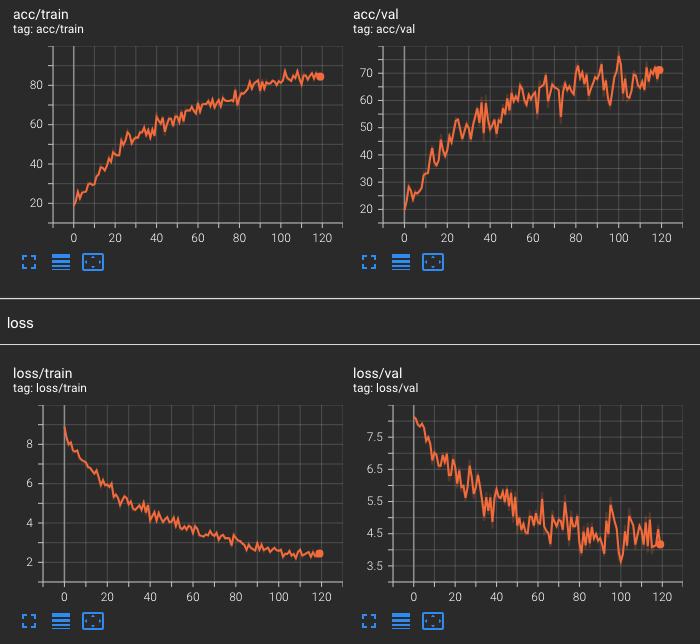 acc/train
tag: acc/train
80
60
40
20
0 20 40 60 80 100 120
acc/val
tag: acc/val
70
60
50
40
30
20
0 20 40 60 80 100 120
loss
loss/train
tag: loss/train
8
6
4
2
0 20 40 60 80 100 120
loss/val
tag: loss/val
7.5
6.5
5.5
4.5
3.5
0 20 40 60 80 100 120